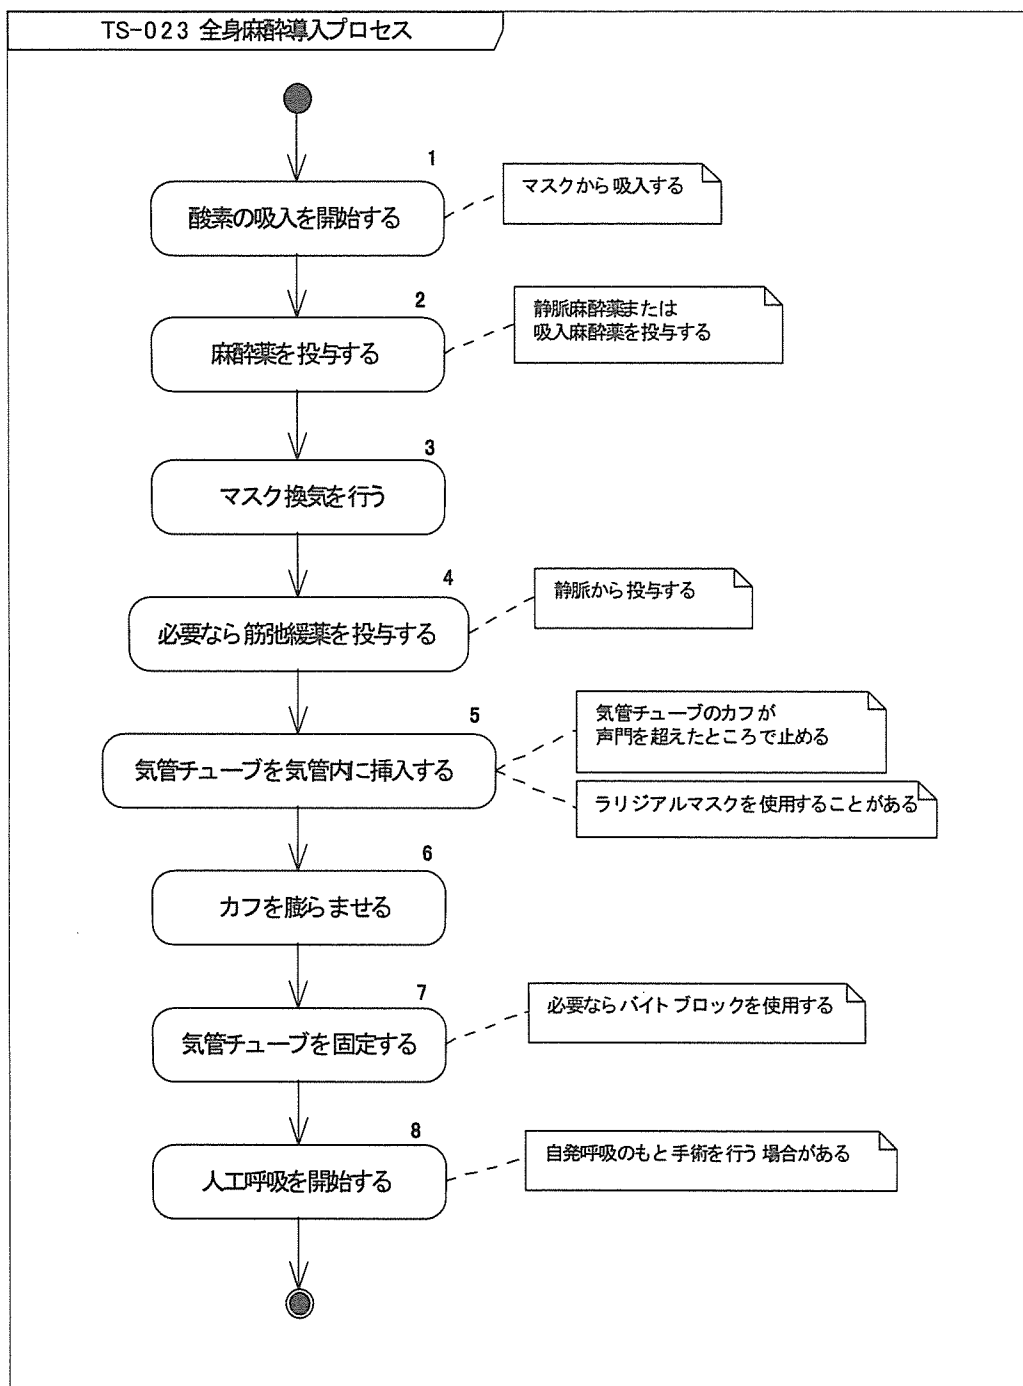 TS-023 全身麻酔導入プロセス
1
酸素の吸入を開始する
マスクから吸入する
2
麻酔薬を投与する
静脈麻酔薬または
吸入麻酔薬を投与する
3
マスク換気を行う
4
必要なら筋弛緩薬を投与する
静脈から投与する
5
気管チューブを気管内に挿入する
気管チューブのカフが
声門を超えたところで止める
ラリジアルマスクを使用することがある
6
カフを膨らませる
7
気管チューブを固定する
必要ならバイトブロックを使用する
8
人工呼吸を開始する
自発呼吸のもと手術を行う場合がある